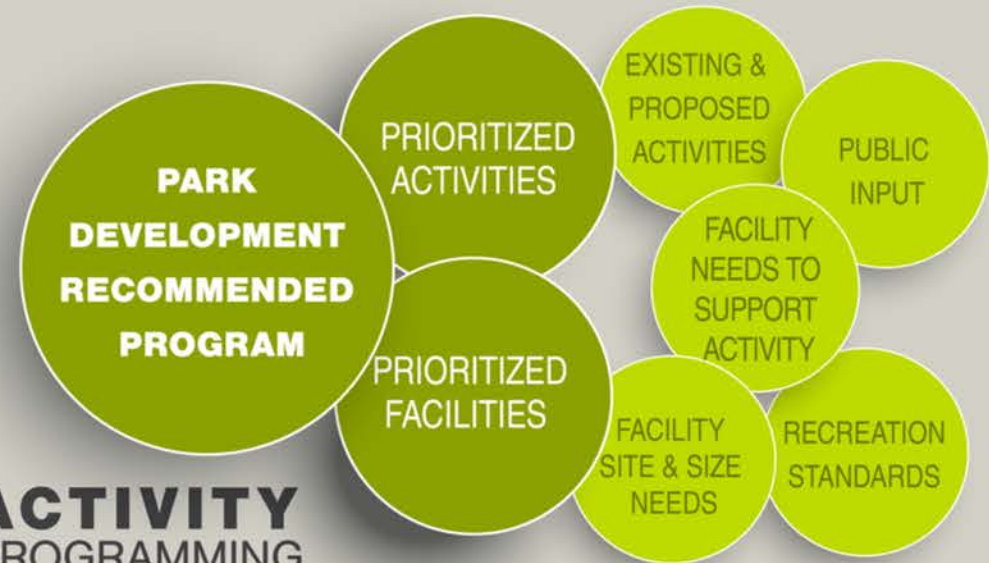 PARK
DEVELOPMENT
RECOMMENDED
PROGRAM
PRIORITIZED
ACTIVITIES
PRIORITIZED
FACILITIES
EXISTING &
PROPOSED
ACTIVITIES
PUBLIC
INPUT
FACILITY
NEEDS TO
SUPPORT
ACTIVITY
FACILITY
SITE & SIZE
NEEDS
RECREATION
STANDARDS
ACTIVITY
PROGRAMMING